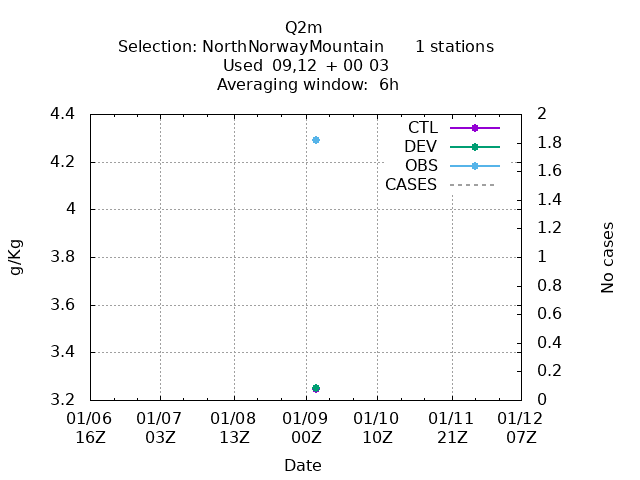 Q2m
Selection: NorthNorwayMountain 1 stations
Used 09,12 + 00 03
Averaging window: 6h
4.4
4.2
4
3.8
3.6
3.4
3.2
g/Kg
CTL
DEV
OBS
CASES
2
1.8
1.6
1.4
1.2
1
0.8
0.6
0.4
0.2
0
No cases
01/06 01/07 01/08 01/09 01/10 01/11 01/12
16Z 03Z 13Z 00Z 10Z 21Z 07Z
Date